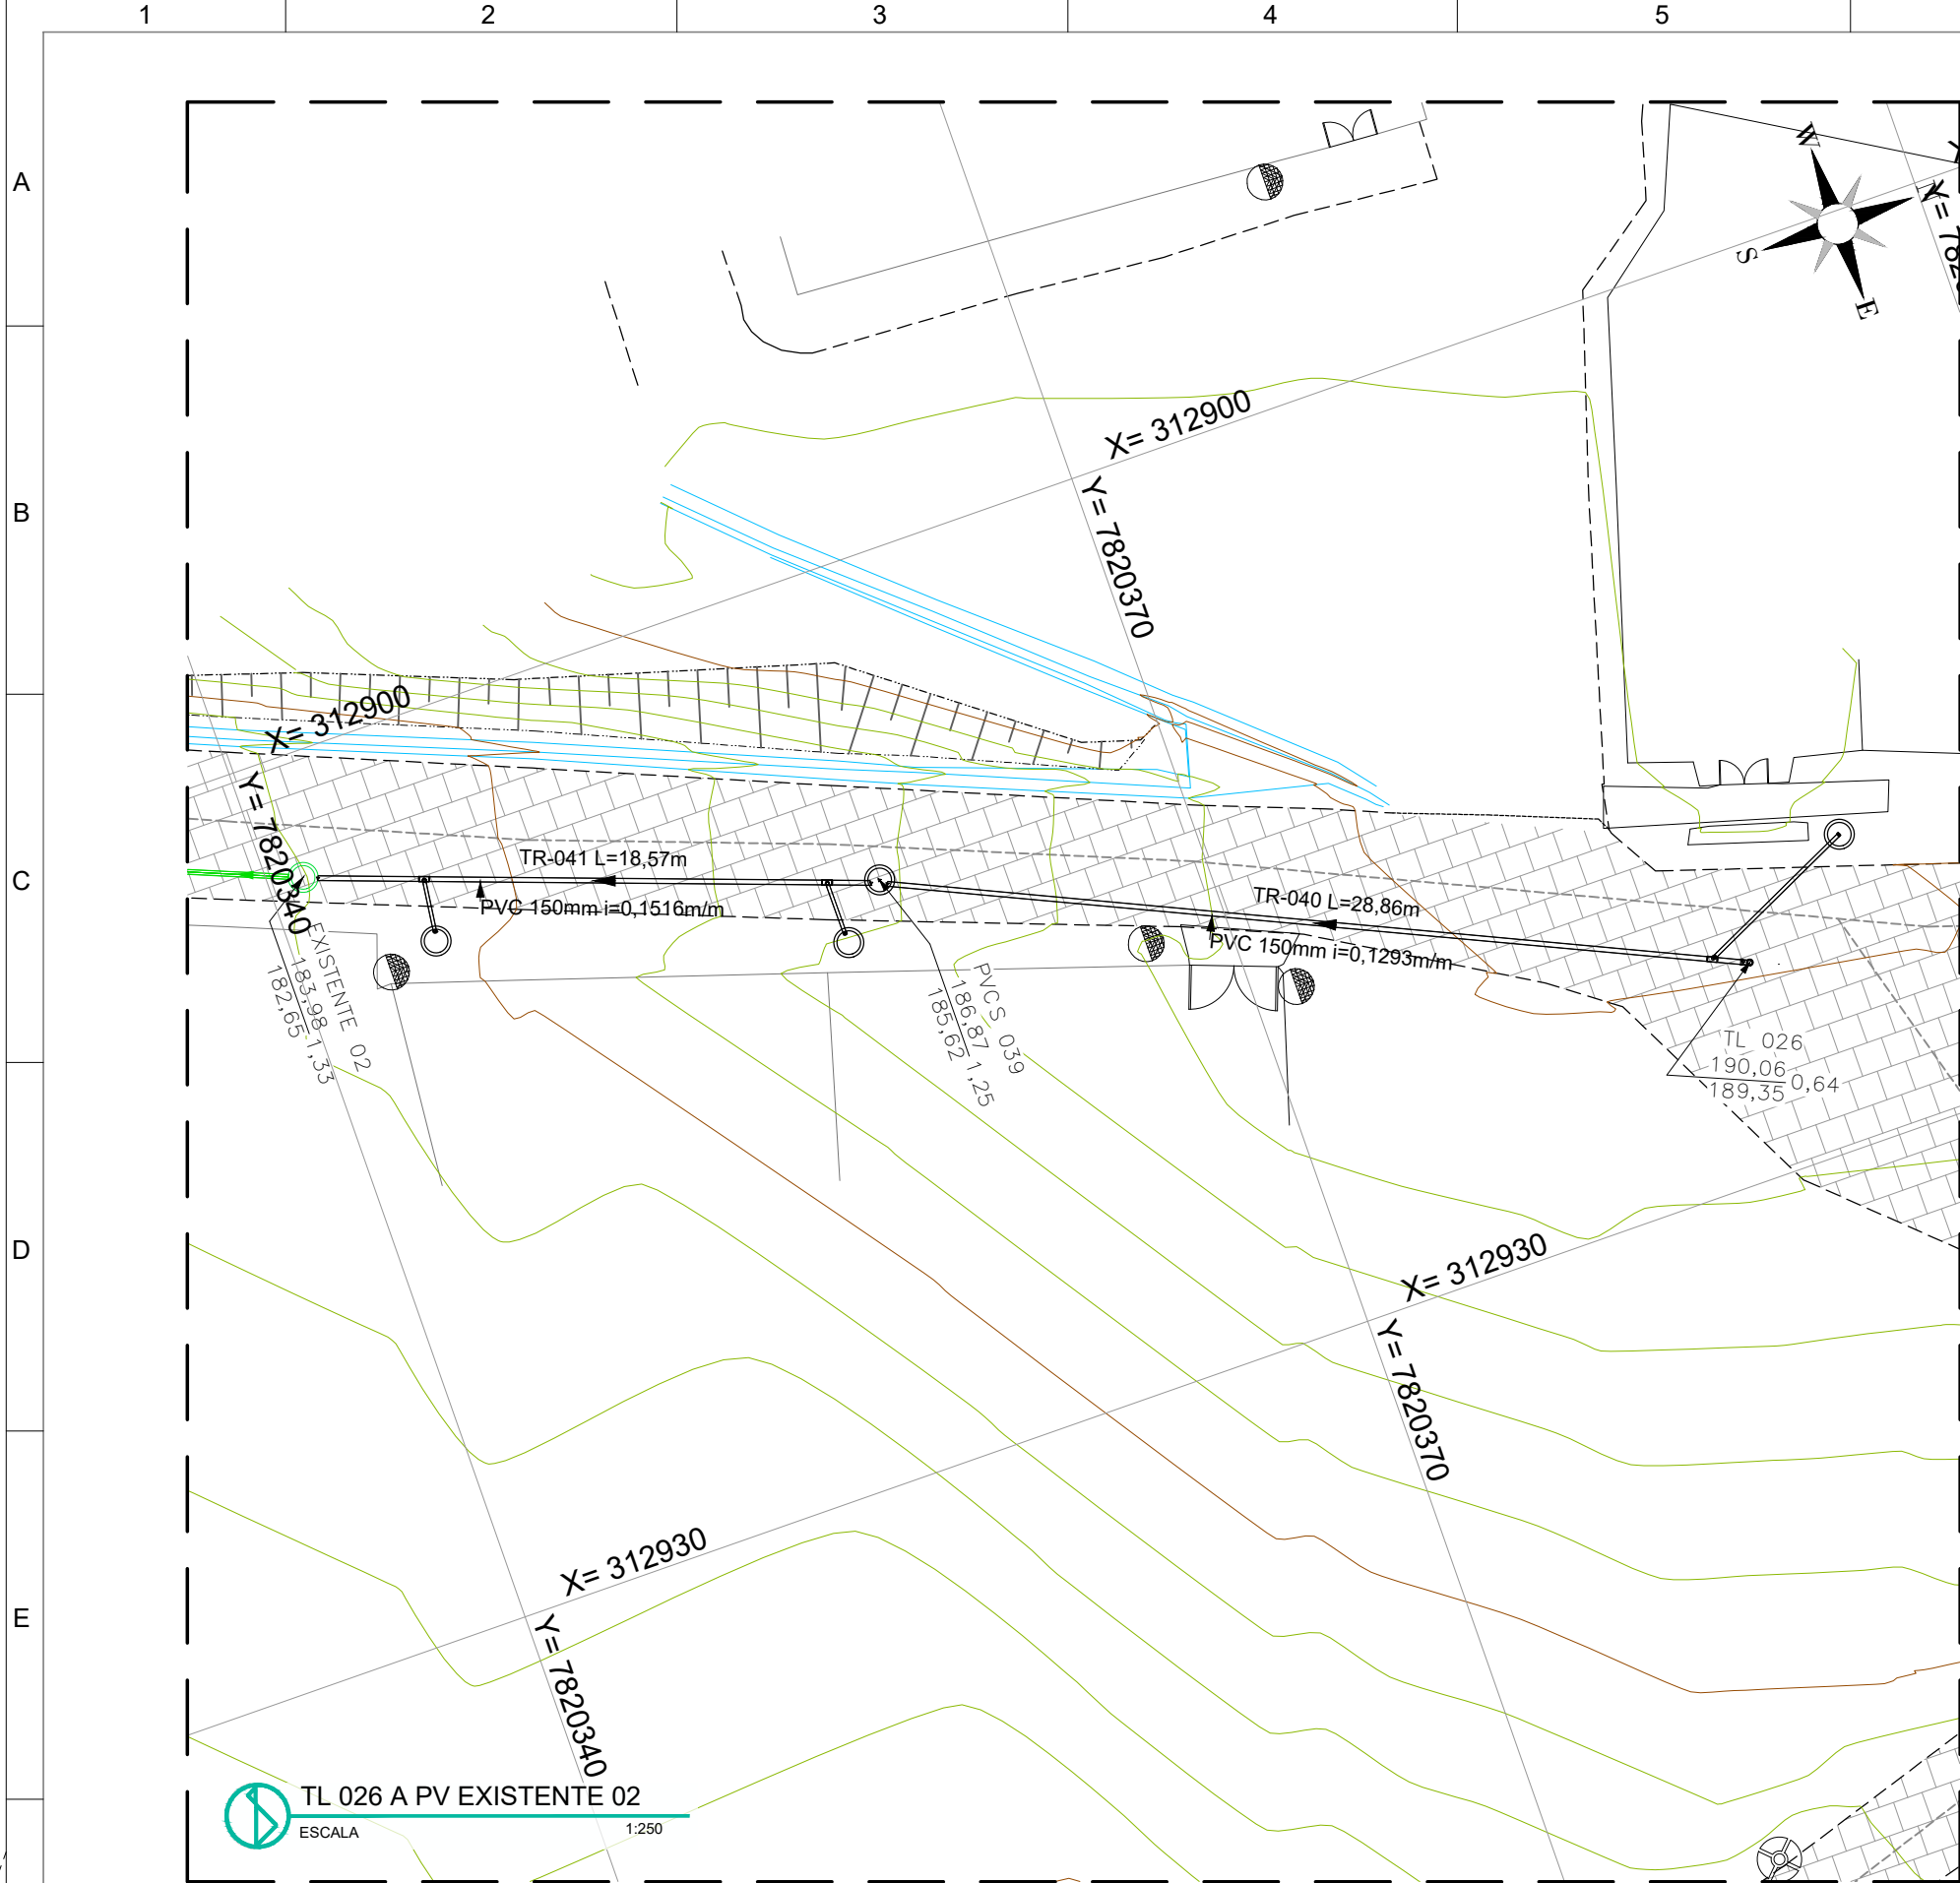 1 2 3 4 5
A
B
C
D
E
W
S
E
X= 312900
Y= 7820370
X= 312900
Y= 7820340
TR-041 L=18,57m
PVC 150mm i=0,1516m/m
TR-040 L=28,86m
PVC 150mm i=0,1293m/m
EXISTENTE 02
183,98
182,65
1,33
PVCS 039
186,87
185,62
1,25
TL 026
190,06
189,35
0,64
X= 312930
Y= 7820370
X= 312930
Y= 7820340
TL 026 A PV EXISTENTE 02
ESCALA 1:250